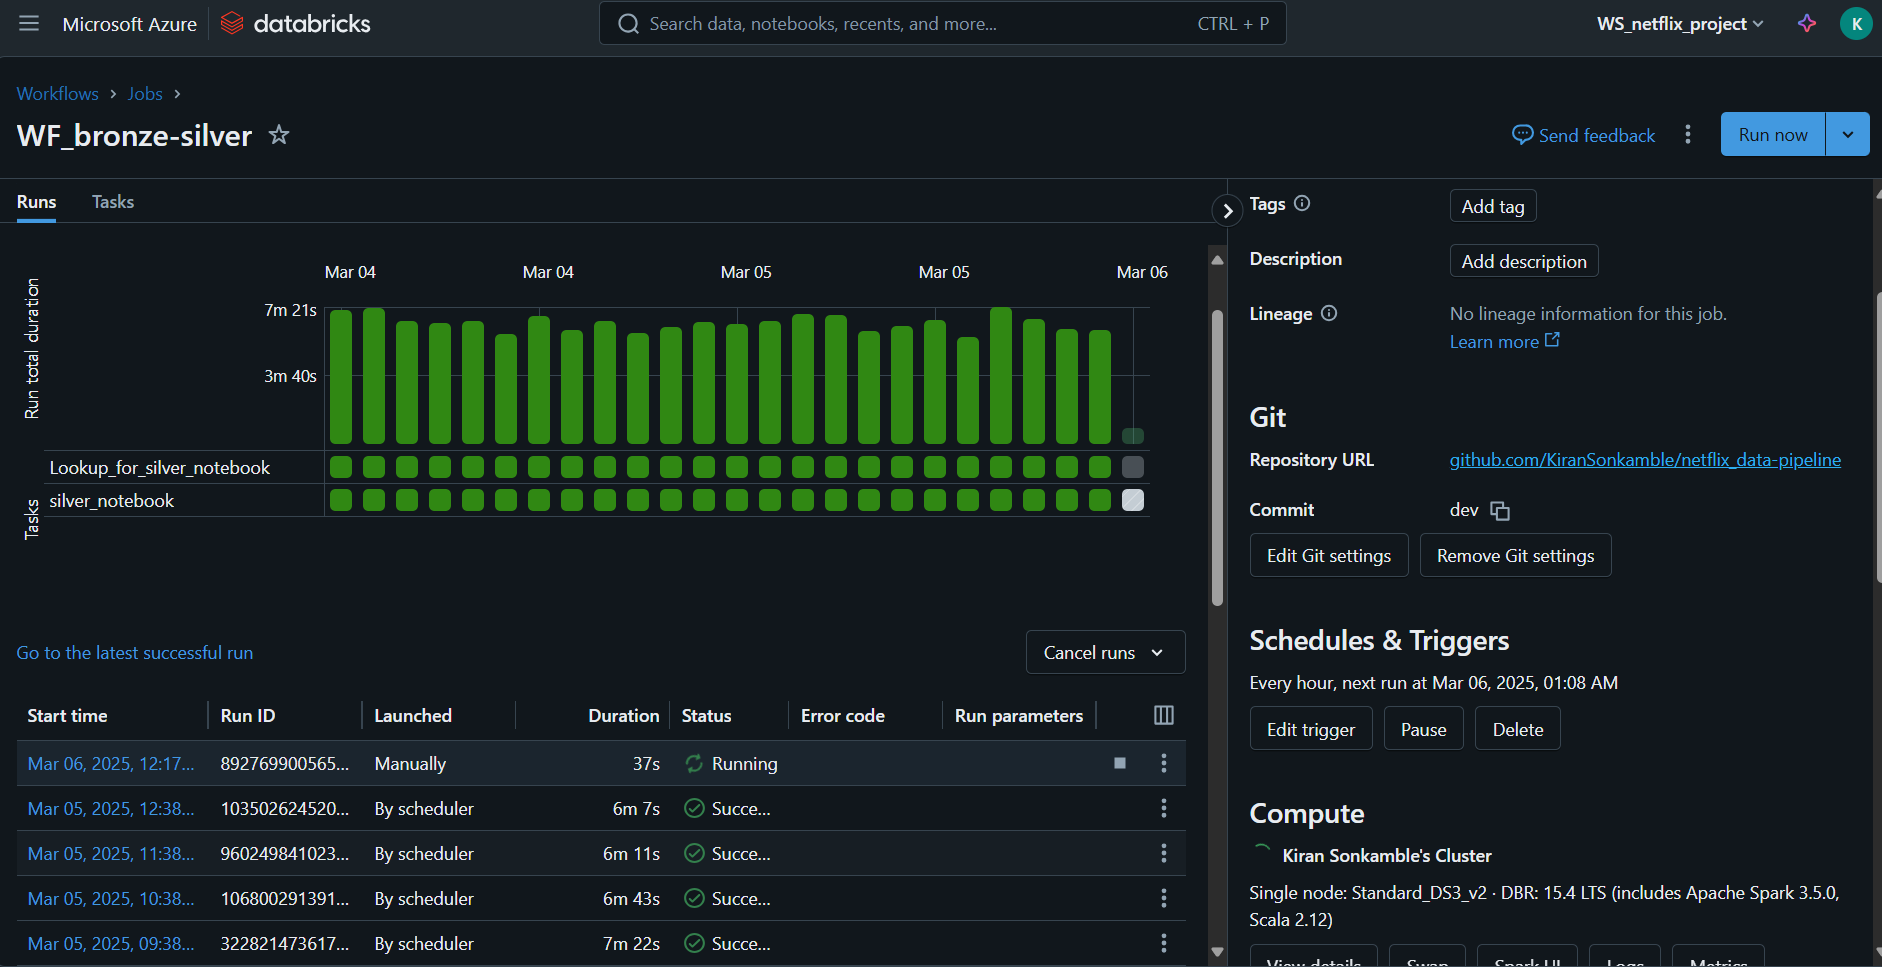 Microsoft Azure databricks Search data, notebooks, recents, and more... CTRL + P WS_netflix_project K
Workflows > Jobs >
WF_bronze-silver Send feedback Run now
Runs Tasks
Mar 04 Mar 04 Mar 05 Mar 05 Mar 06
Run total duration
7m 21s
3m 40s
Tasks
Lookup_for_silver_notebook
silver_notebook
Go to the latest successful run Cancel runs
Start time Run ID Launched Duration Status Error code Run parameters
Mar 06, 2025, 12:17... 892769900565... Manually 37s Running
Mar 05, 2025, 12:38... 103502624520... By scheduler 6m 7s Succe...
Mar 05, 2025, 11:38... 960249841023... By scheduler 6m 11s Succe...
Mar 05, 2025, 10:38... 106800291391... By scheduler 6m 43s Succe...
Mar 05, 2025, 09:38... 322821473617... By scheduler 7m 22s Succe...
Tags Add tag
Description Add description
Lineage No lineage information for this job.
Learn more
Git
Repository URL github.com/KiranSonkamble/netflix_data-pipeline
Commit dev
Edit Git settings Remove Git settings
Schedules & Triggers
Every hour, next run at Mar 06, 2025, 01:08 AM
Edit trigger Pause Delete
Compute
Kiran Sonkamble's Cluster
Single node: Standard_DS3_v2 · DBR: 15.4 LTS (includes Apache Spark 3.5.0,
Scala 2.12)
View details Swap Spark UI Logs Metrics